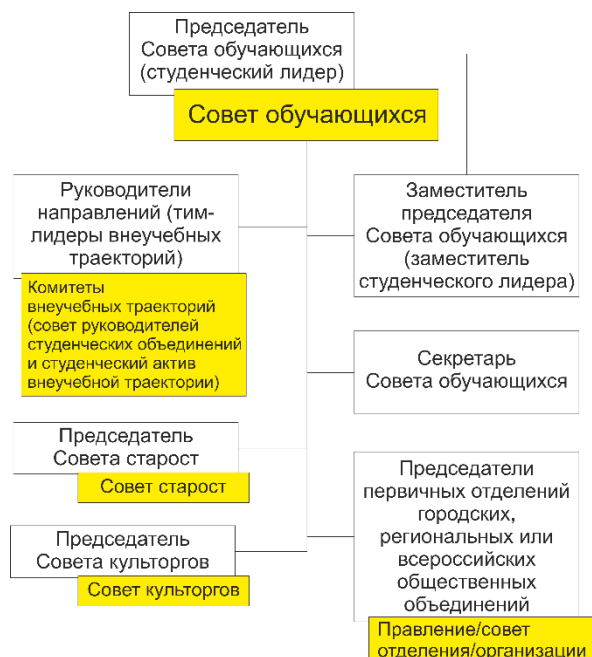 Председатель
Совета обучающихся
(студенческий лидер)
Совет обучающихся
Руководители
направлений (тим-
лидеры внеучебных
траекторий)
Комитеты
внеучебных траекторий
(совет руководителей
студенческих объединений
и студенческий актив
внеучебной траектории)
Заместитель
председателя
Совета обучающихся
(заместитель
студенческого лидера)
Секретарь
Совета обучающихся
Председатель
Совета старост
Совет старост
Председатель
Совета культоргов
Совет культоргов
Председатели
первичных отделений
городских,
региональных или
всероссийских
общественных
объединений
Правление/совет
отделения/организации